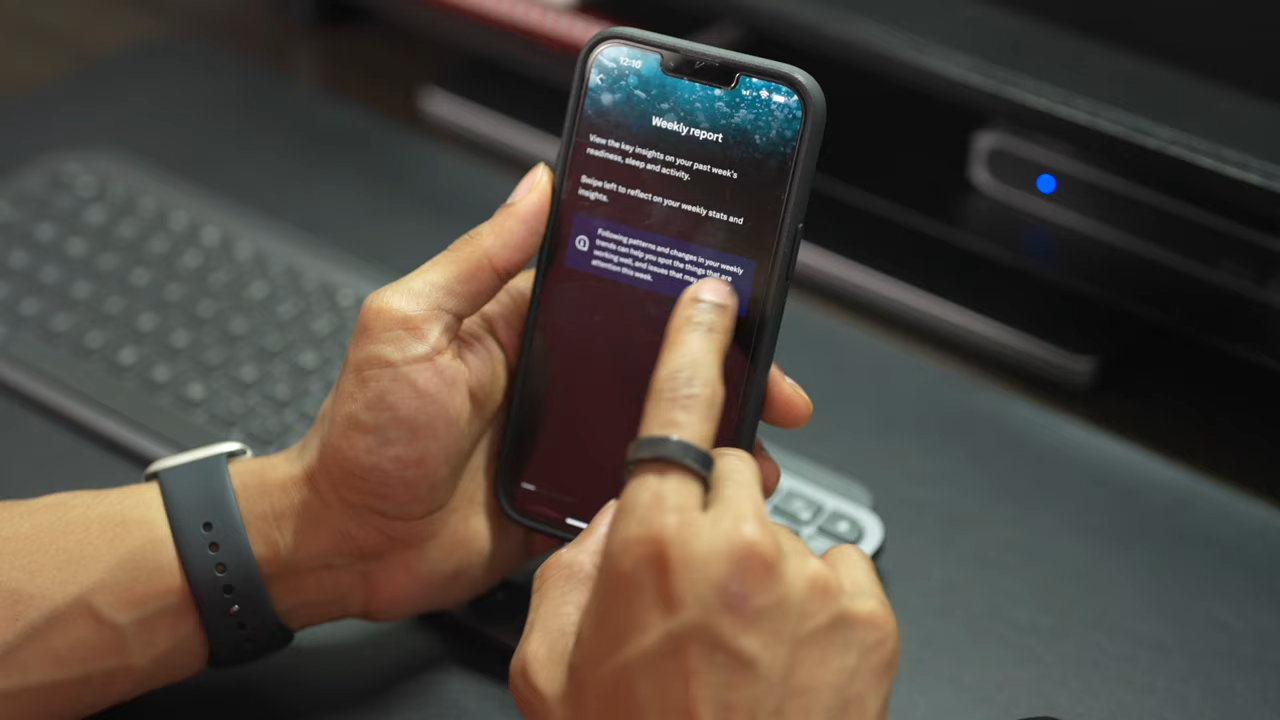 12:10
Weekly report
View the key insights on your past week's
readiness, sleep and activity.
Swipe left to reflect on your weekly stats and
insights.
Following patterns and changes in your weekly
trends can help you spot the things that are
working well, and issues that may
attention this week.